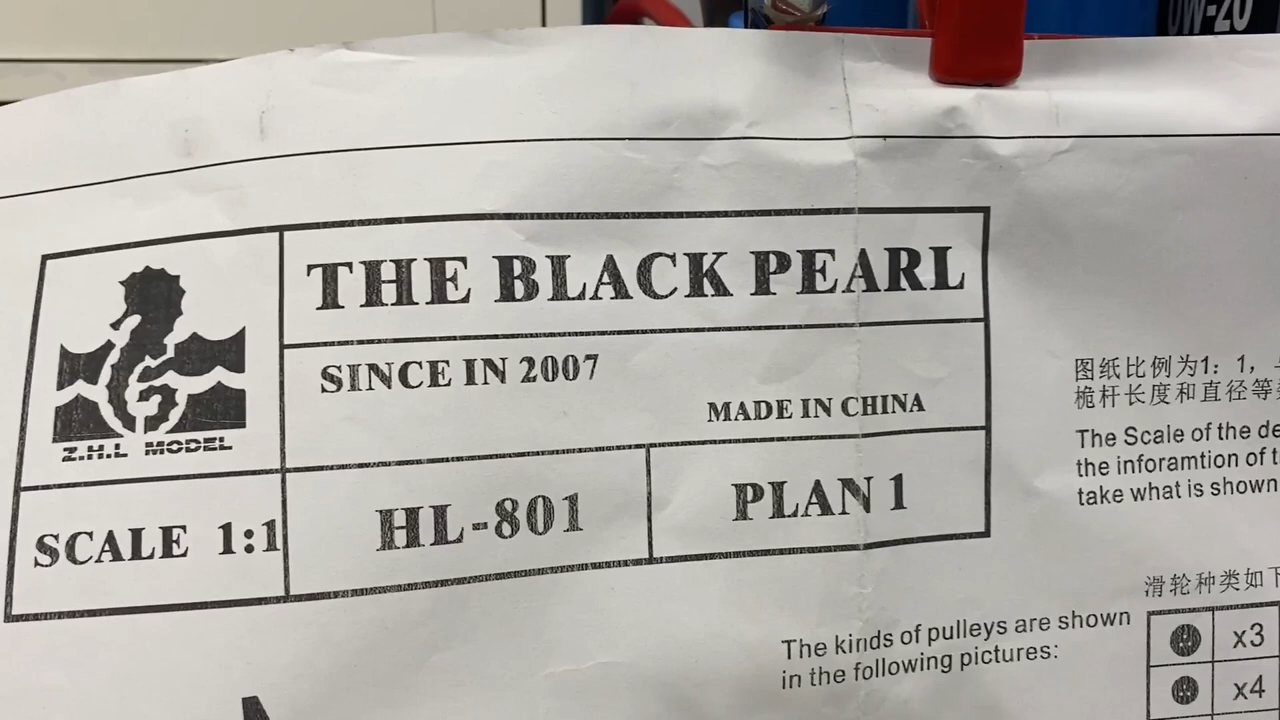 0W-20
THE BLACK PEARL
SINCE IN 2007
MADE IN CHINA
Z.H.L MODEL
SCALE 1:1
HL-801
PLAN 1
图纸比例为1：1，
桅杆长度和直径等
The Scale of the de
the inforamtion of t
take what is shown
滑轮种类如下
The kinds of pulleys are shown
in the following pictures:
x3
x4